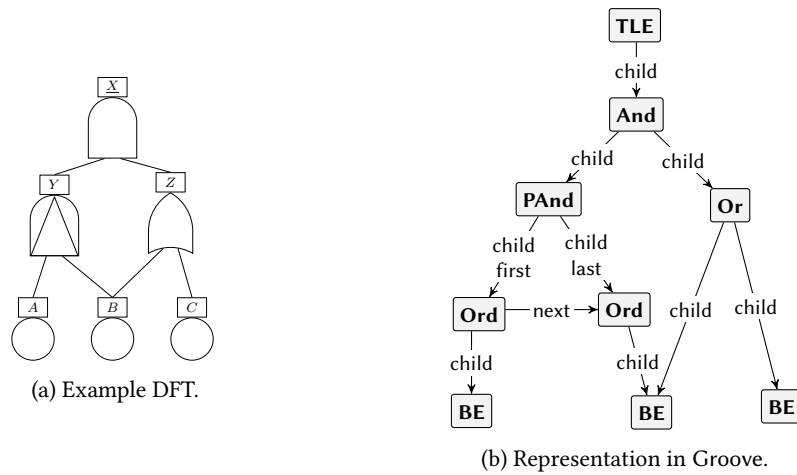 X
Y
Z
A
B
C
(a) Example DFT.
TLE
child
And
child
child
PAnd
Or
child
first
child
last
Ord
next
Ord
child
child
child
child
BE
BE
BE
(b) Representation in Groove.